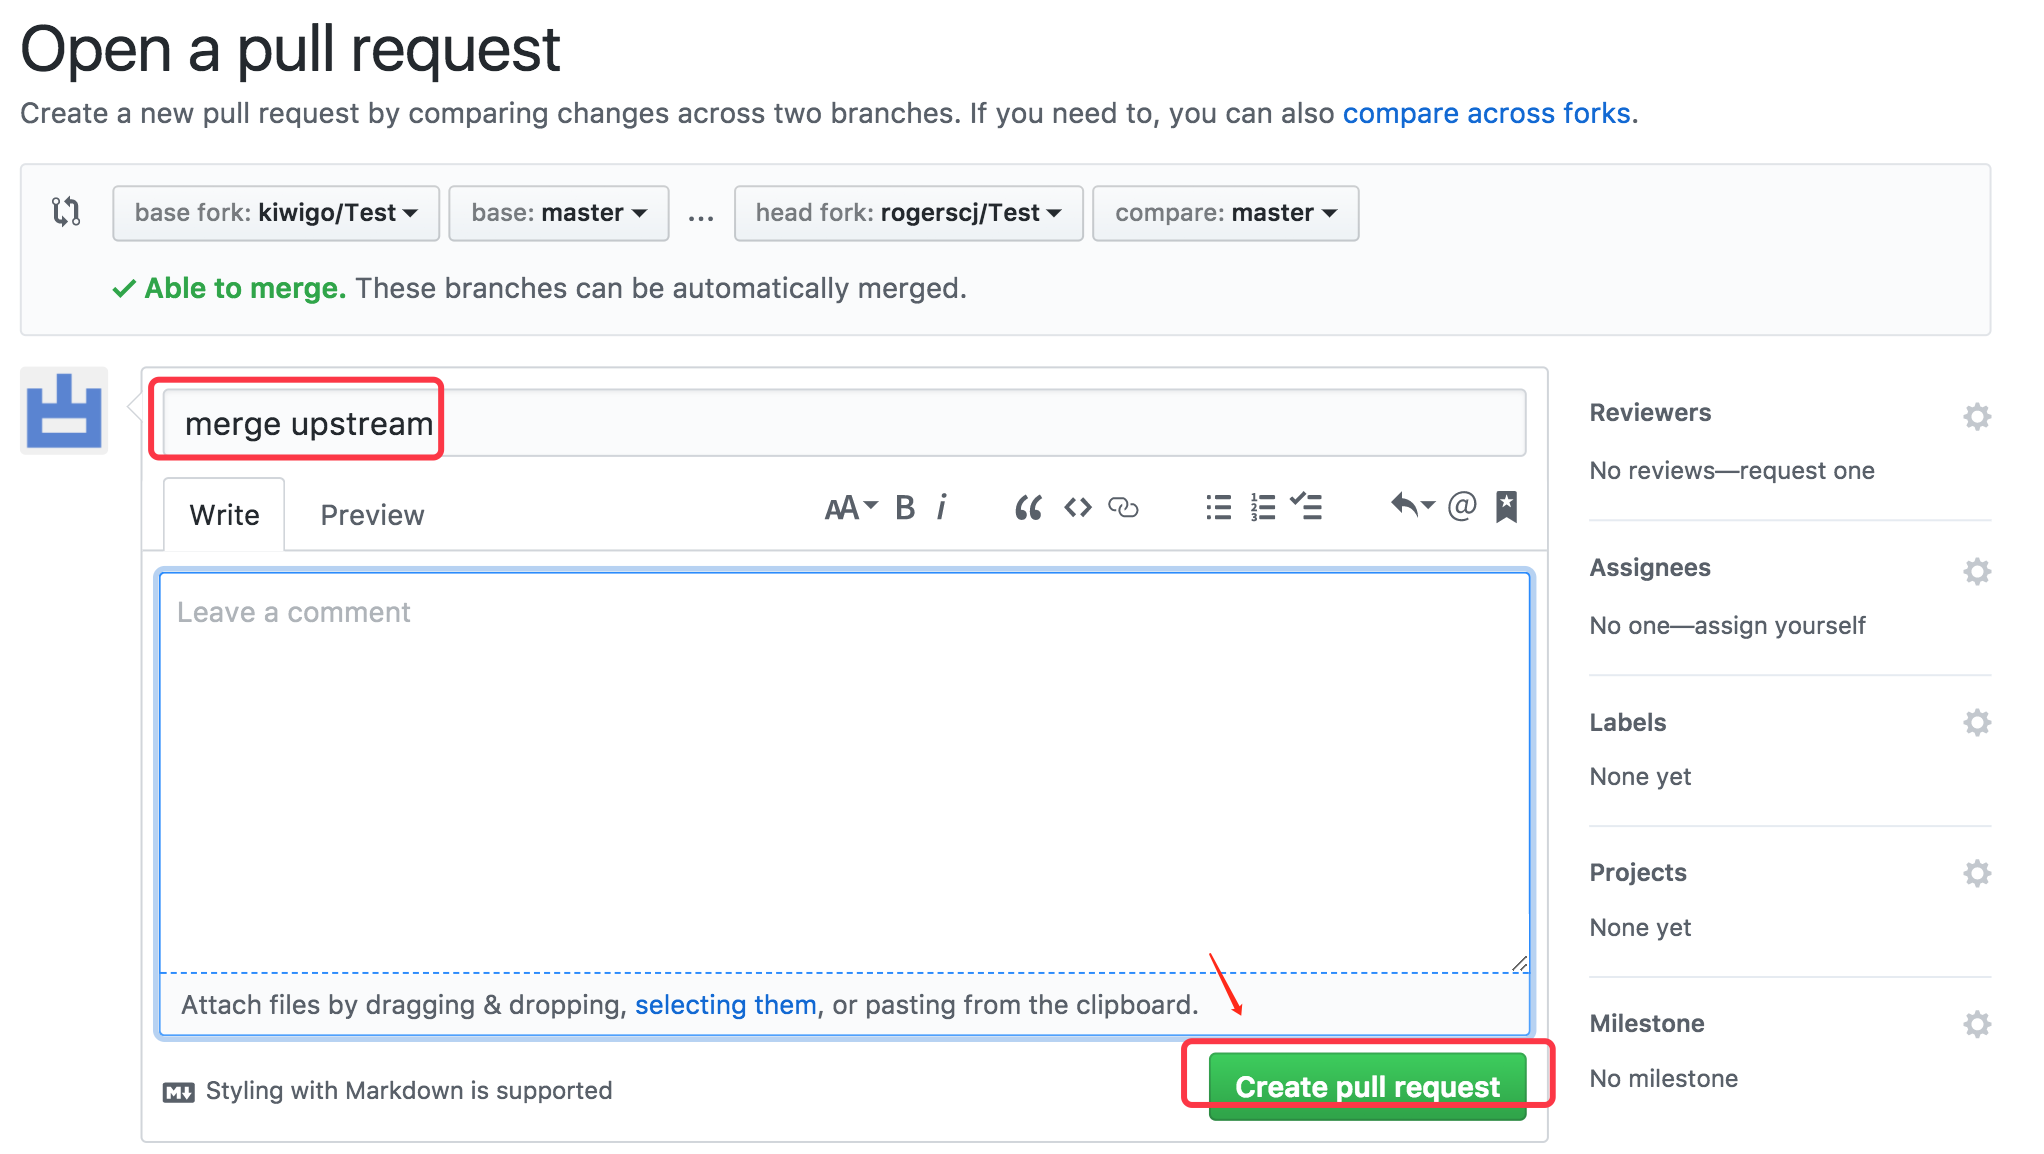 Open a pull request
Create a new pull request by comparing changes across two branches. If you need to, you can also compare across forks.
base fork: kiwigo/Test base: master ... head fork: rogerscj/Test compare: master
Able to merge. These branches can be automatically merged.
merge upstream
Write Preview
AA B i “ <> 1 2 3 @
Leave a comment
Attach files by dragging & dropping, selecting them, or pasting from the clipboard.
M Styling with Markdown is supported
Create pull request
Reviewers
No reviews—request one
Assignees
No one—assign yourself
Labels
None yet
Projects
None yet
Milestone
No milestone